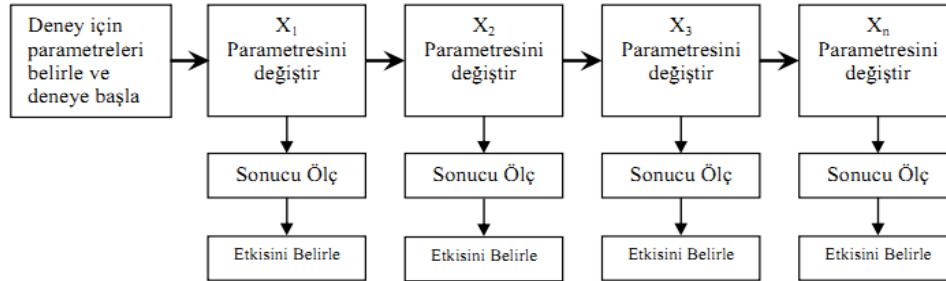 Deney için
parametreleri
belirle ve
deneye başla
X₁
Parametresini
değiştir
X₂
Parametresini
değiştir
X₃
Parametresini
değiştir
Xₙ
Parametresini
değiştir
Sonucu Ölç
Sonucu Ölç
Sonucu Ölç
Sonucu Ölç
Etkisini Belirle
Etkisini Belirle
Etkisini Belirle
Etkisini Belirle